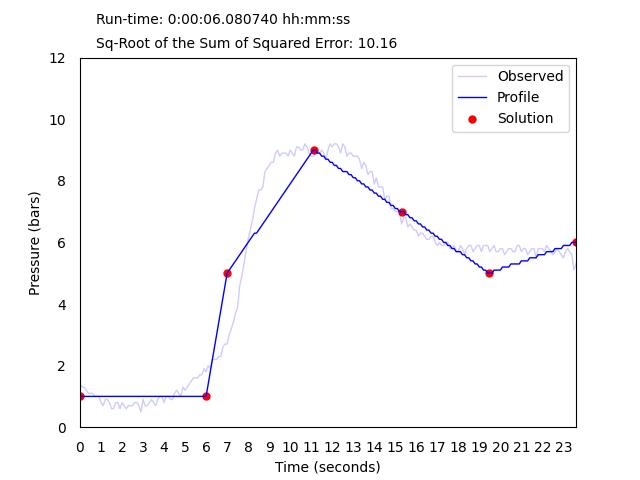 Run-time: 0:00:06.080740 hh:mm:ss
Sq-Root of the Sum of Squared Error: 10.16
12
10
8
6
4
2
0
Pressure (bars)
Observed
Profile
Solution
0 1 2 3 4 5 6 7 8 9 10 11 12 13 14 15 16 17 18 19 20 21 22 23
Time (seconds)